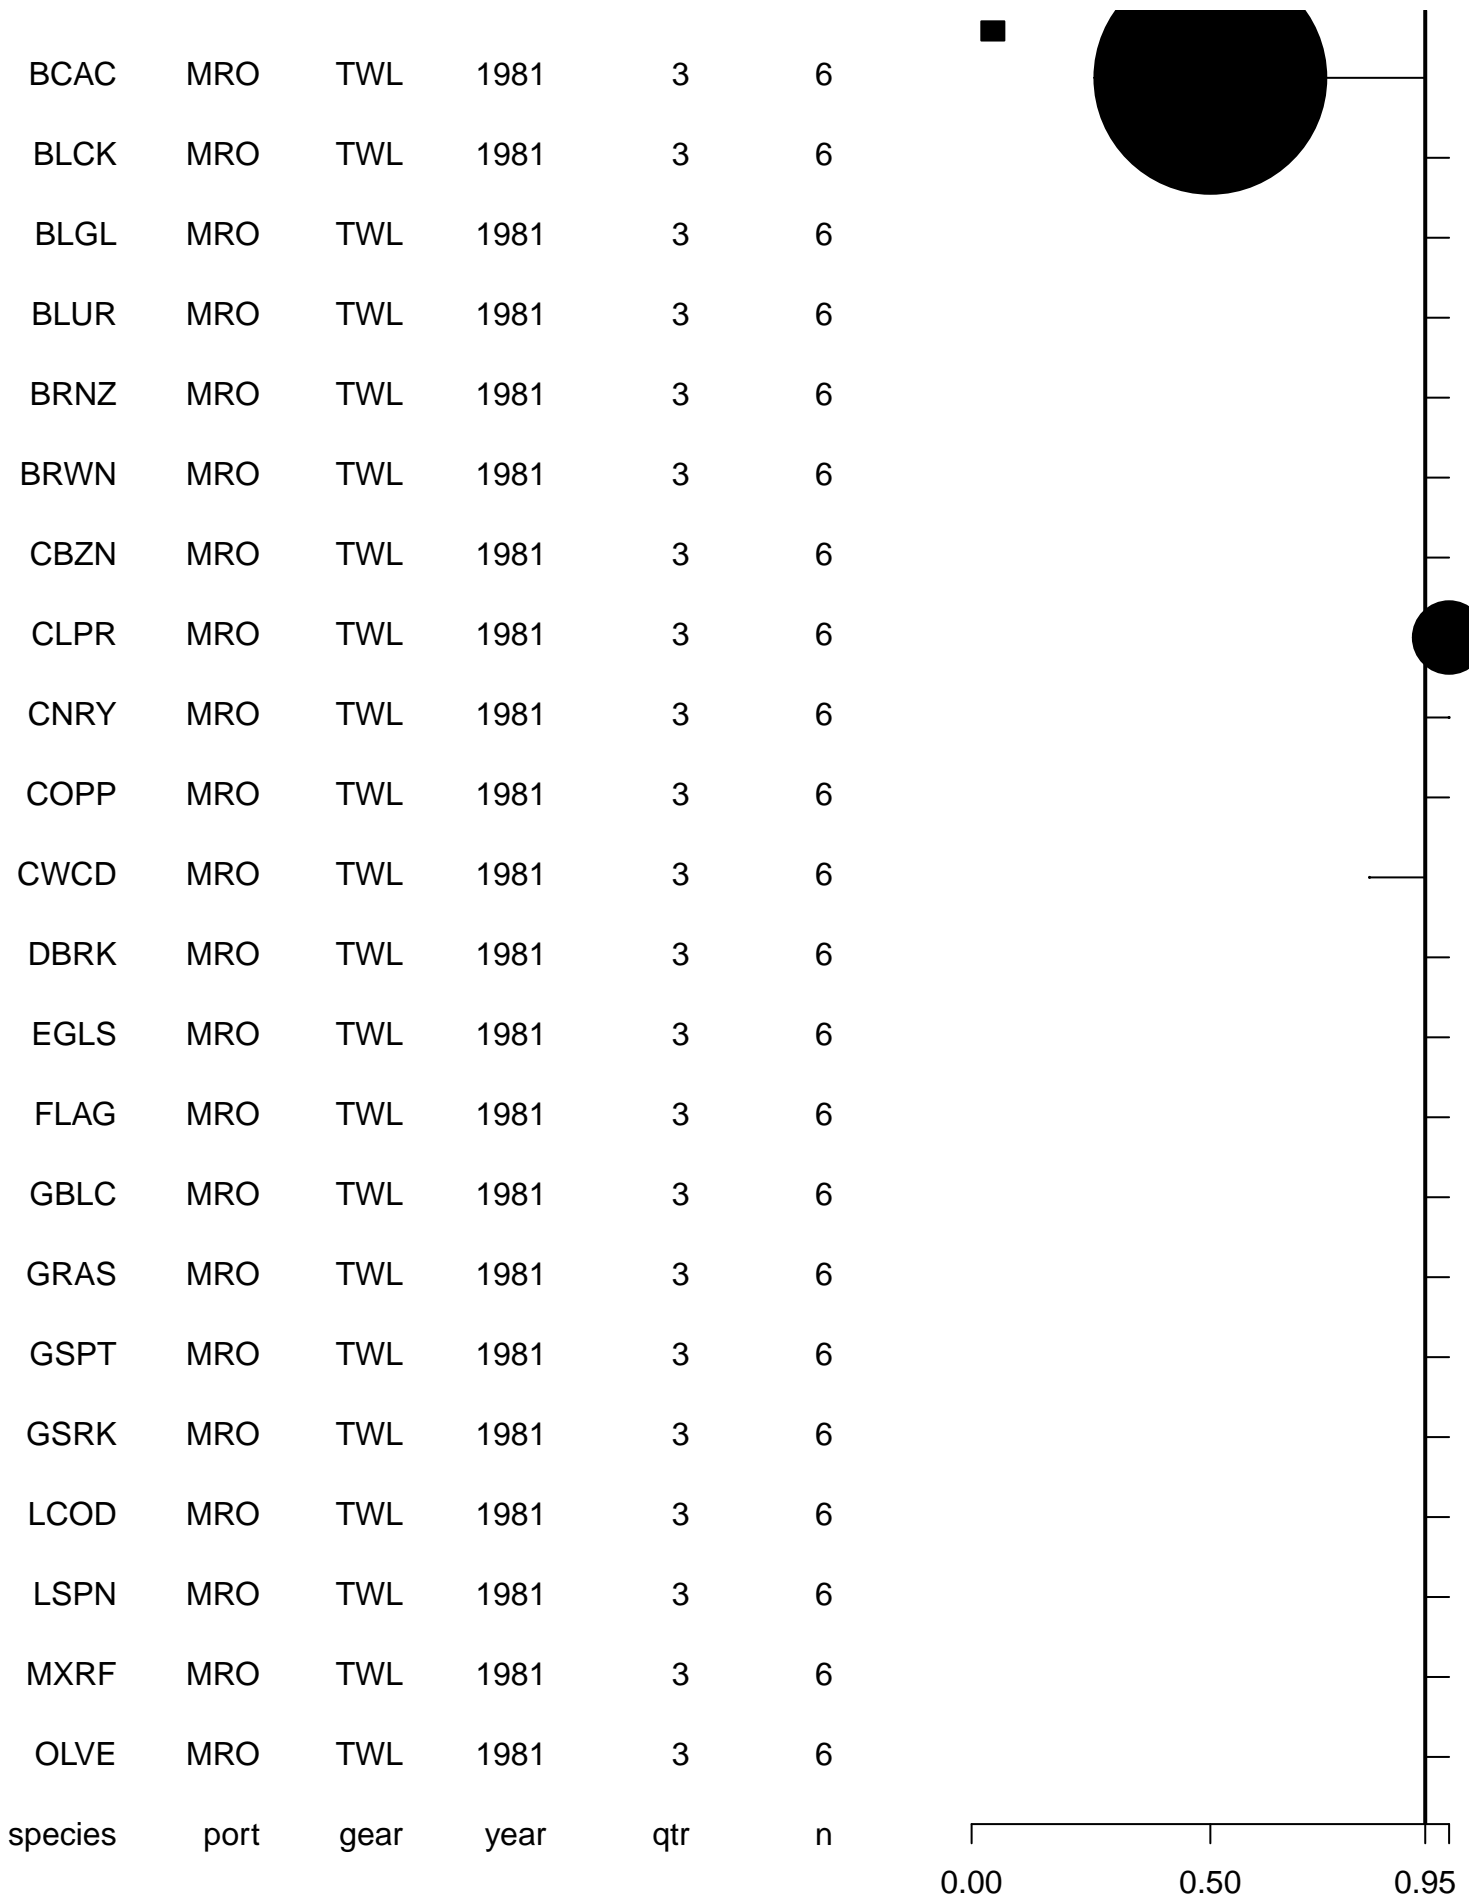 BCAC MRO TWL 1981 3 6
BLCK MRO TWL 1981 3 6
BLGL MRO TWL 1981 3 6
BLUR MRO TWL 1981 3 6
BRNZ MRO TWL 1981 3 6
BRWN MRO TWL 1981 3 6
CBZN MRO TWL 1981 3 6
CLPR MRO TWL 1981 3 6
CNRY MRO TWL 1981 3 6
COPP MRO TWL 1981 3 6
CWCD MRO TWL 1981 3 6
DBRK MRO TWL 1981 3 6
EGLS MRO TWL 1981 3 6
FLAG MRO TWL 1981 3 6
GBLC MRO TWL 1981 3 6
GRAS MRO TWL 1981 3 6
GSPT MRO TWL 1981 3 6
GSRK MRO TWL 1981 3 6
LCOD MRO TWL 1981 3 6
LSPN MRO TWL 1981 3 6
MXRF MRO TWL 1981 3 6
OLVE MRO TWL 1981 3 6
species port gear year qtr n
0.00 0.50 0.95